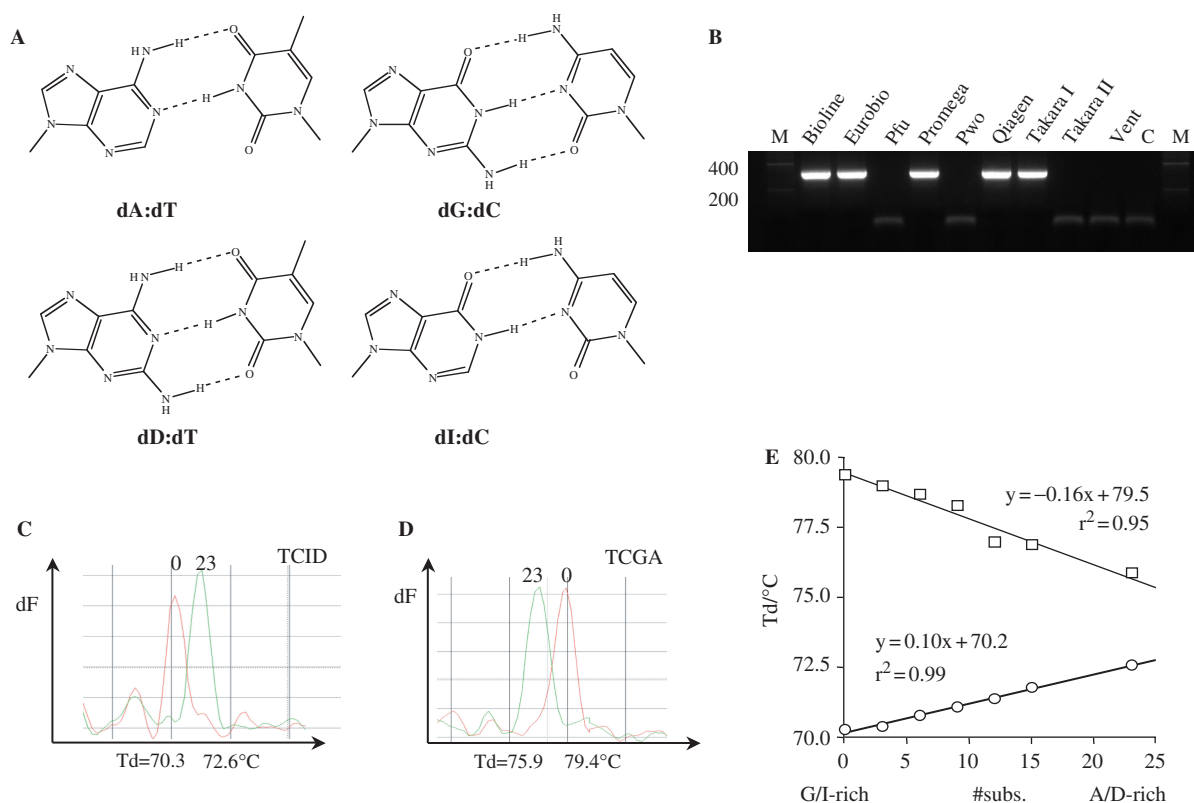 A
dA:dT
dG:dC
dD:dT
dI:dC
B
M Bioline Eurobio Pfu Promega Pwo Qiagen Takara I Takara II Vent C M
400
200
C
TCID
0 23
dF
Td=70.3 72.6°C
D
TCGA
23 0
dF
Td=75.9 79.4°C
E
80.0
77.5
75.0
72.5
70.0
Td/°C
y=−0.16x+79.5
r²=0.95
y=0.10x+70.2
r²=0.99
0 5 10 15 20 25
G/I-rich #subs. A/D-rich